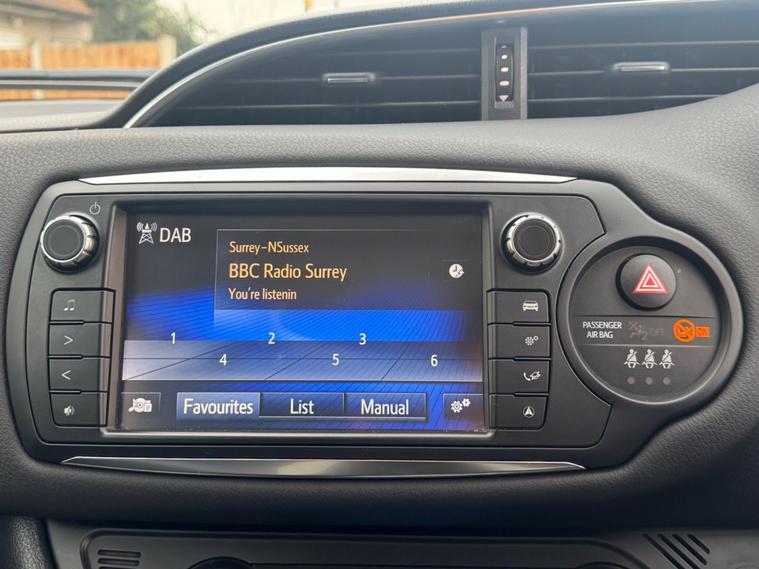 DAB
Surrey-NSussex
BBC Radio Surrey
You're listenin
1
2
3
4
5
6
Favourites
List
Manual
PASSENGER
AIR BAG
OFF
ON